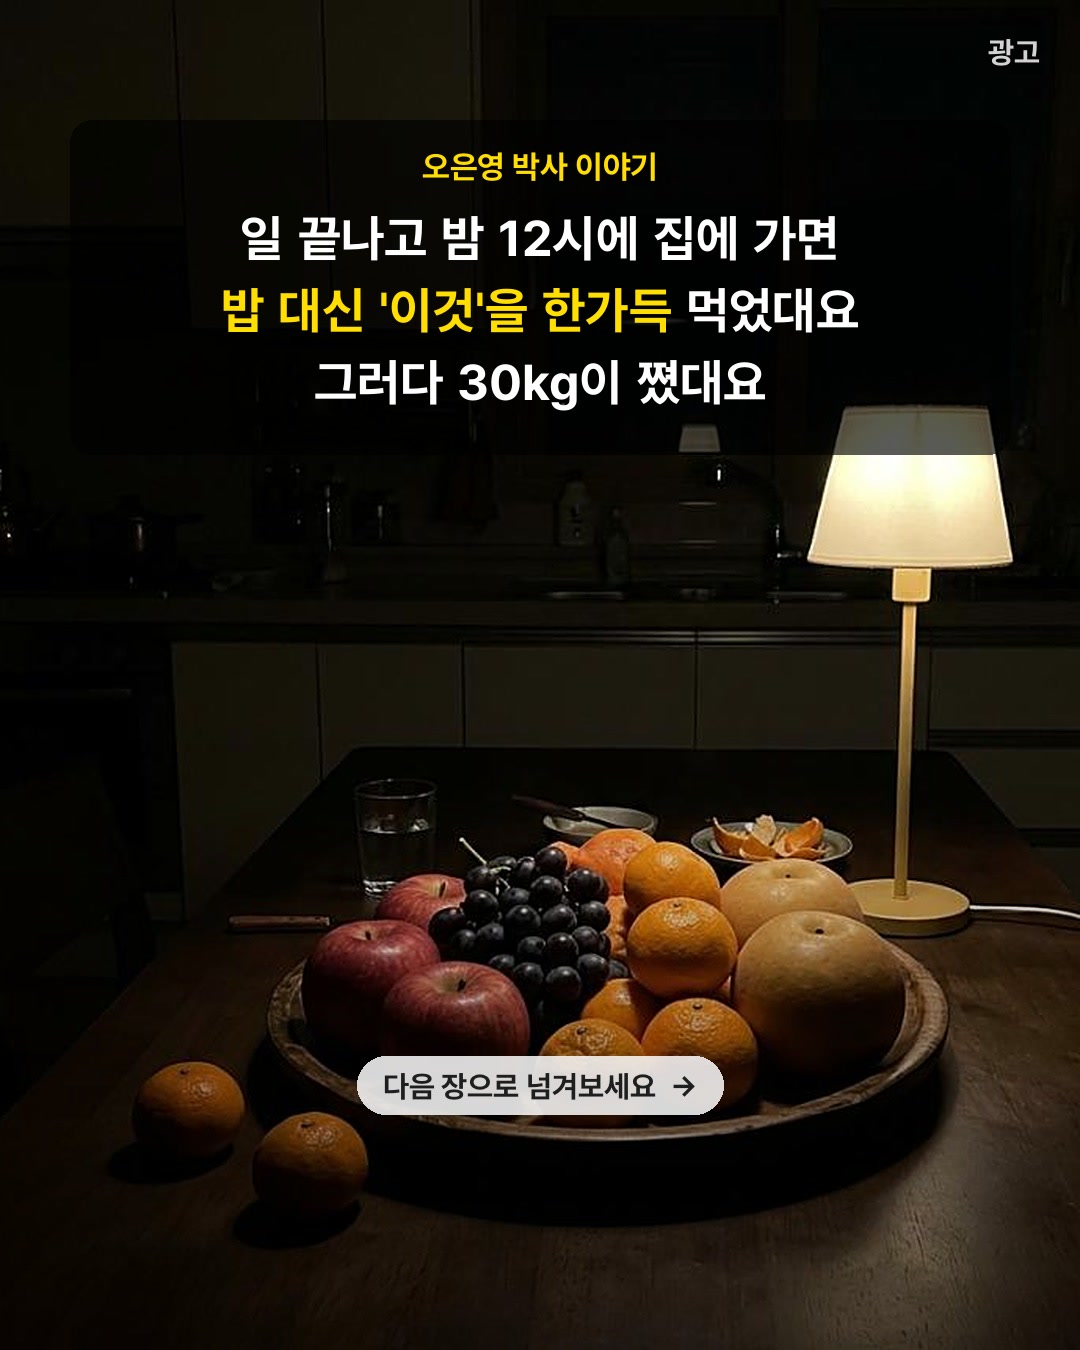 광고
오은영 박사 이야기
일 끝나고 밤 12시에 집에 가면
밥 대신 '이것'을 한가득 먹었대요
그러다 30kg이 쪘대요
다음 장으로 넘겨보세요 →